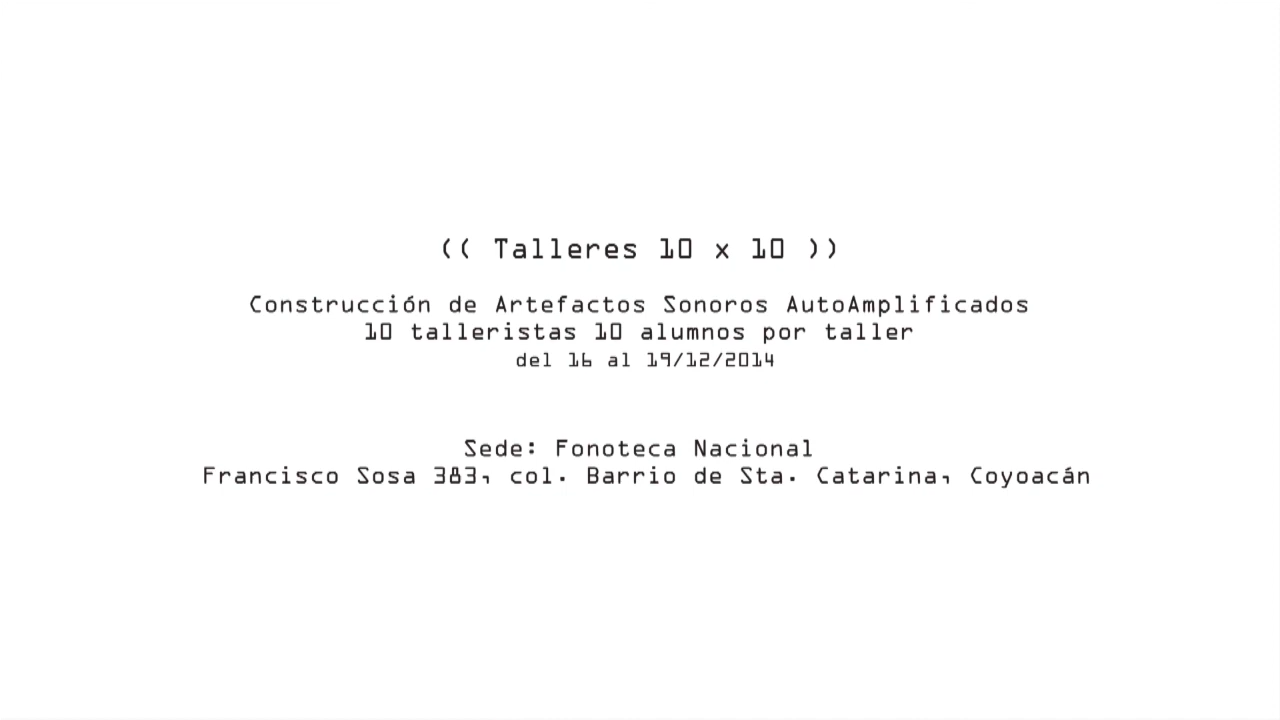 (( Talleres 10 x 10 ))
Construcción de Artefactos Sonoros AutoAmplificados
10 talleristas 10 alumnos por taller
del 16 al 19/12/2014
Sede: Fonoteca Nacional
Francisco Sosa 383, col. Barrio de Sta. Catarina, Coyoacán